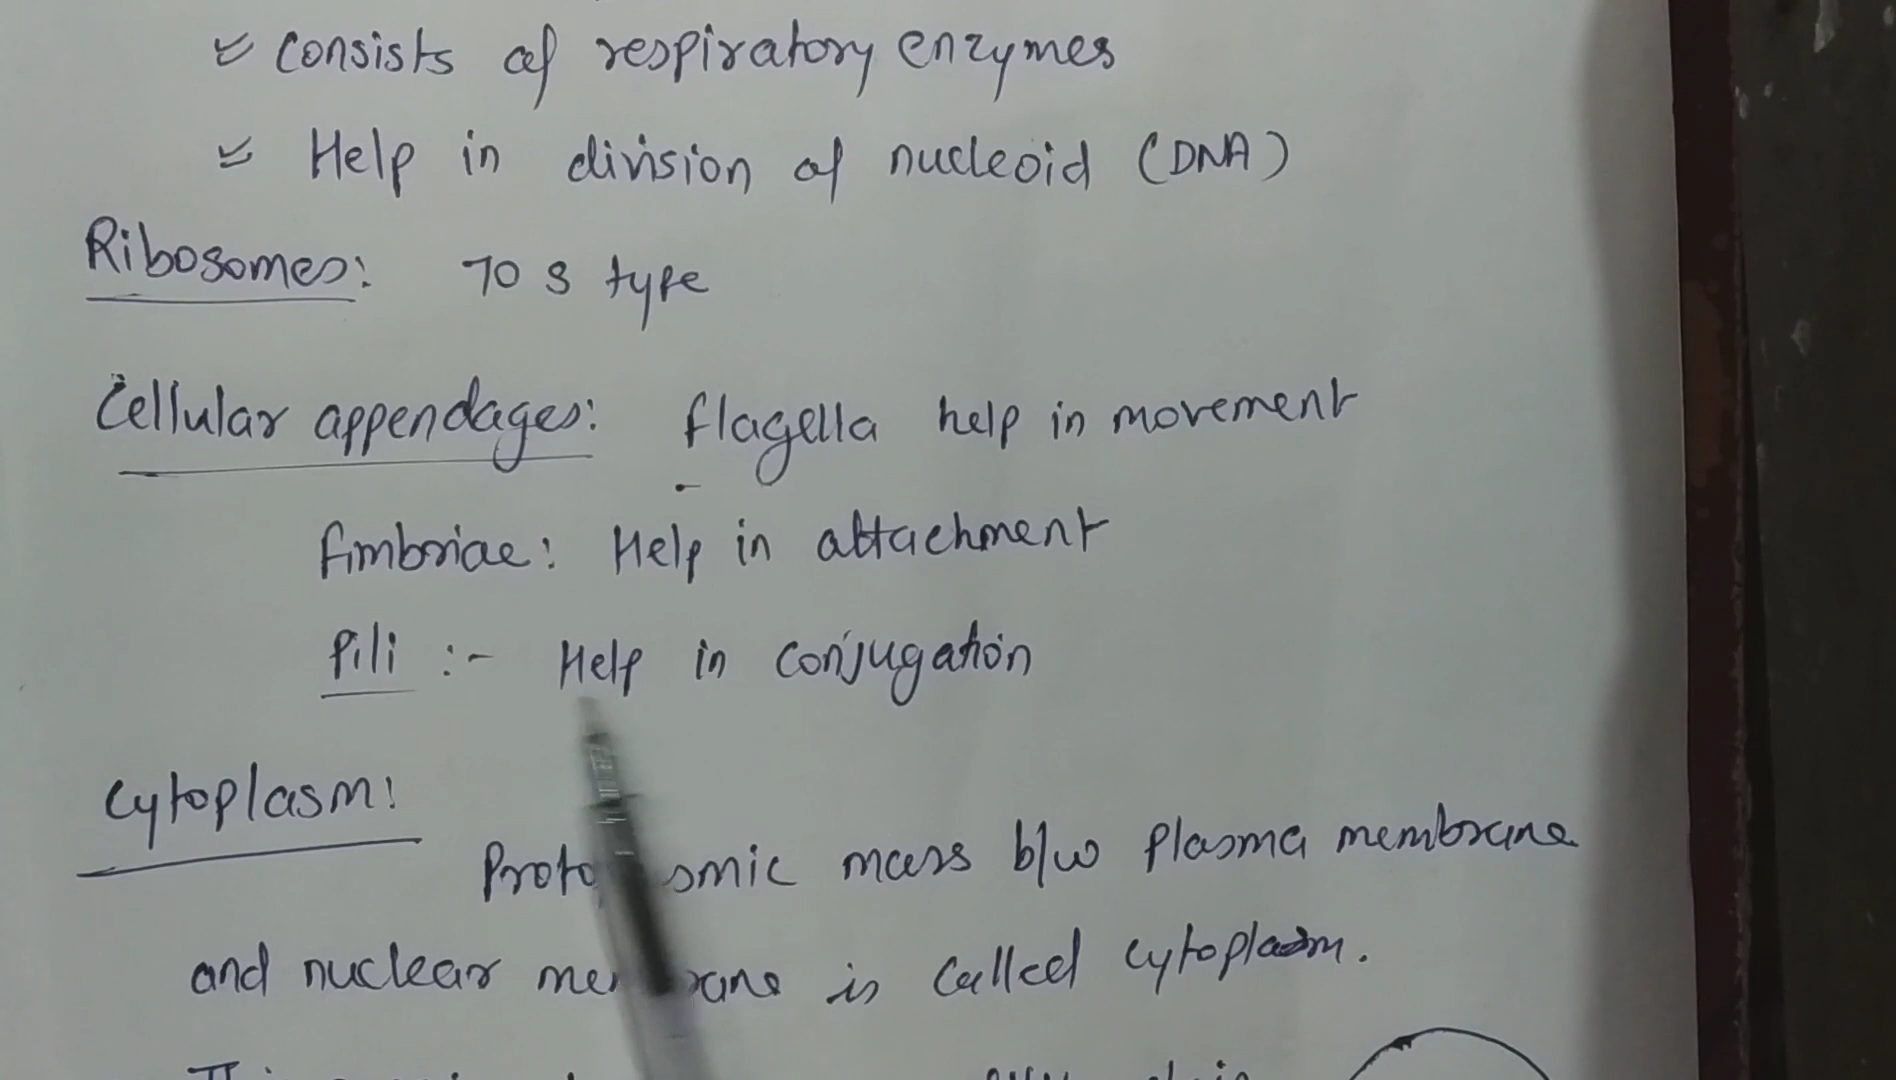 consists of respiratory enzymes
Help in division of nucleoid (DNA)
Ribosomes: 70 S type
Cellular appendages: flagella help in movement
fimbriae: Help in attachment
Pili :- Help in conjugation
Cytoplasm:
mass b/w plasma membrane
and nuclear is called cytoplasm.